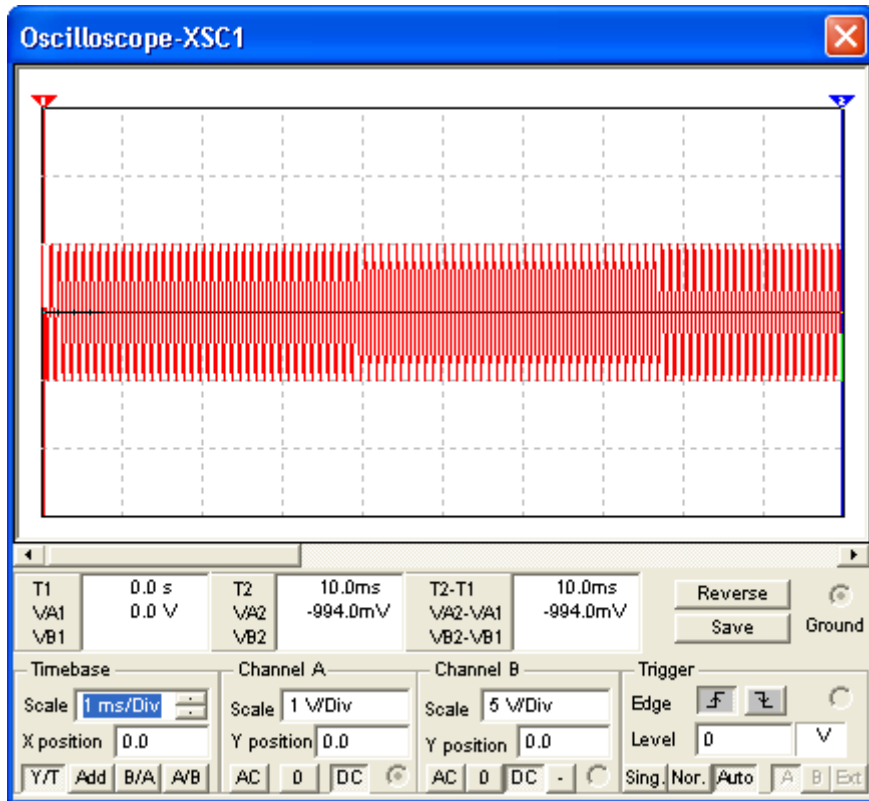 Oscilloscope-XSC1
1 2
T1 0.0 s T2 10.0ms T2-T1 10.0ms Reverse
VA1 0.0 V VA2 -994.0mV VA2-VA1 -994.0mV
VB1 VB2 VB2-VB1 Save Ground
Timebase Channel A Channel B Trigger
Scale 1 ms/Div Scale 1 V/Div Scale 5 V/Div Edge
X position 0.0 Y position 0.0 Y position 0.0 Level 0 V
Y/T Add B/A A/B AC 0 DC AC 0 DC - Sing. Nor. Auto A B Ext